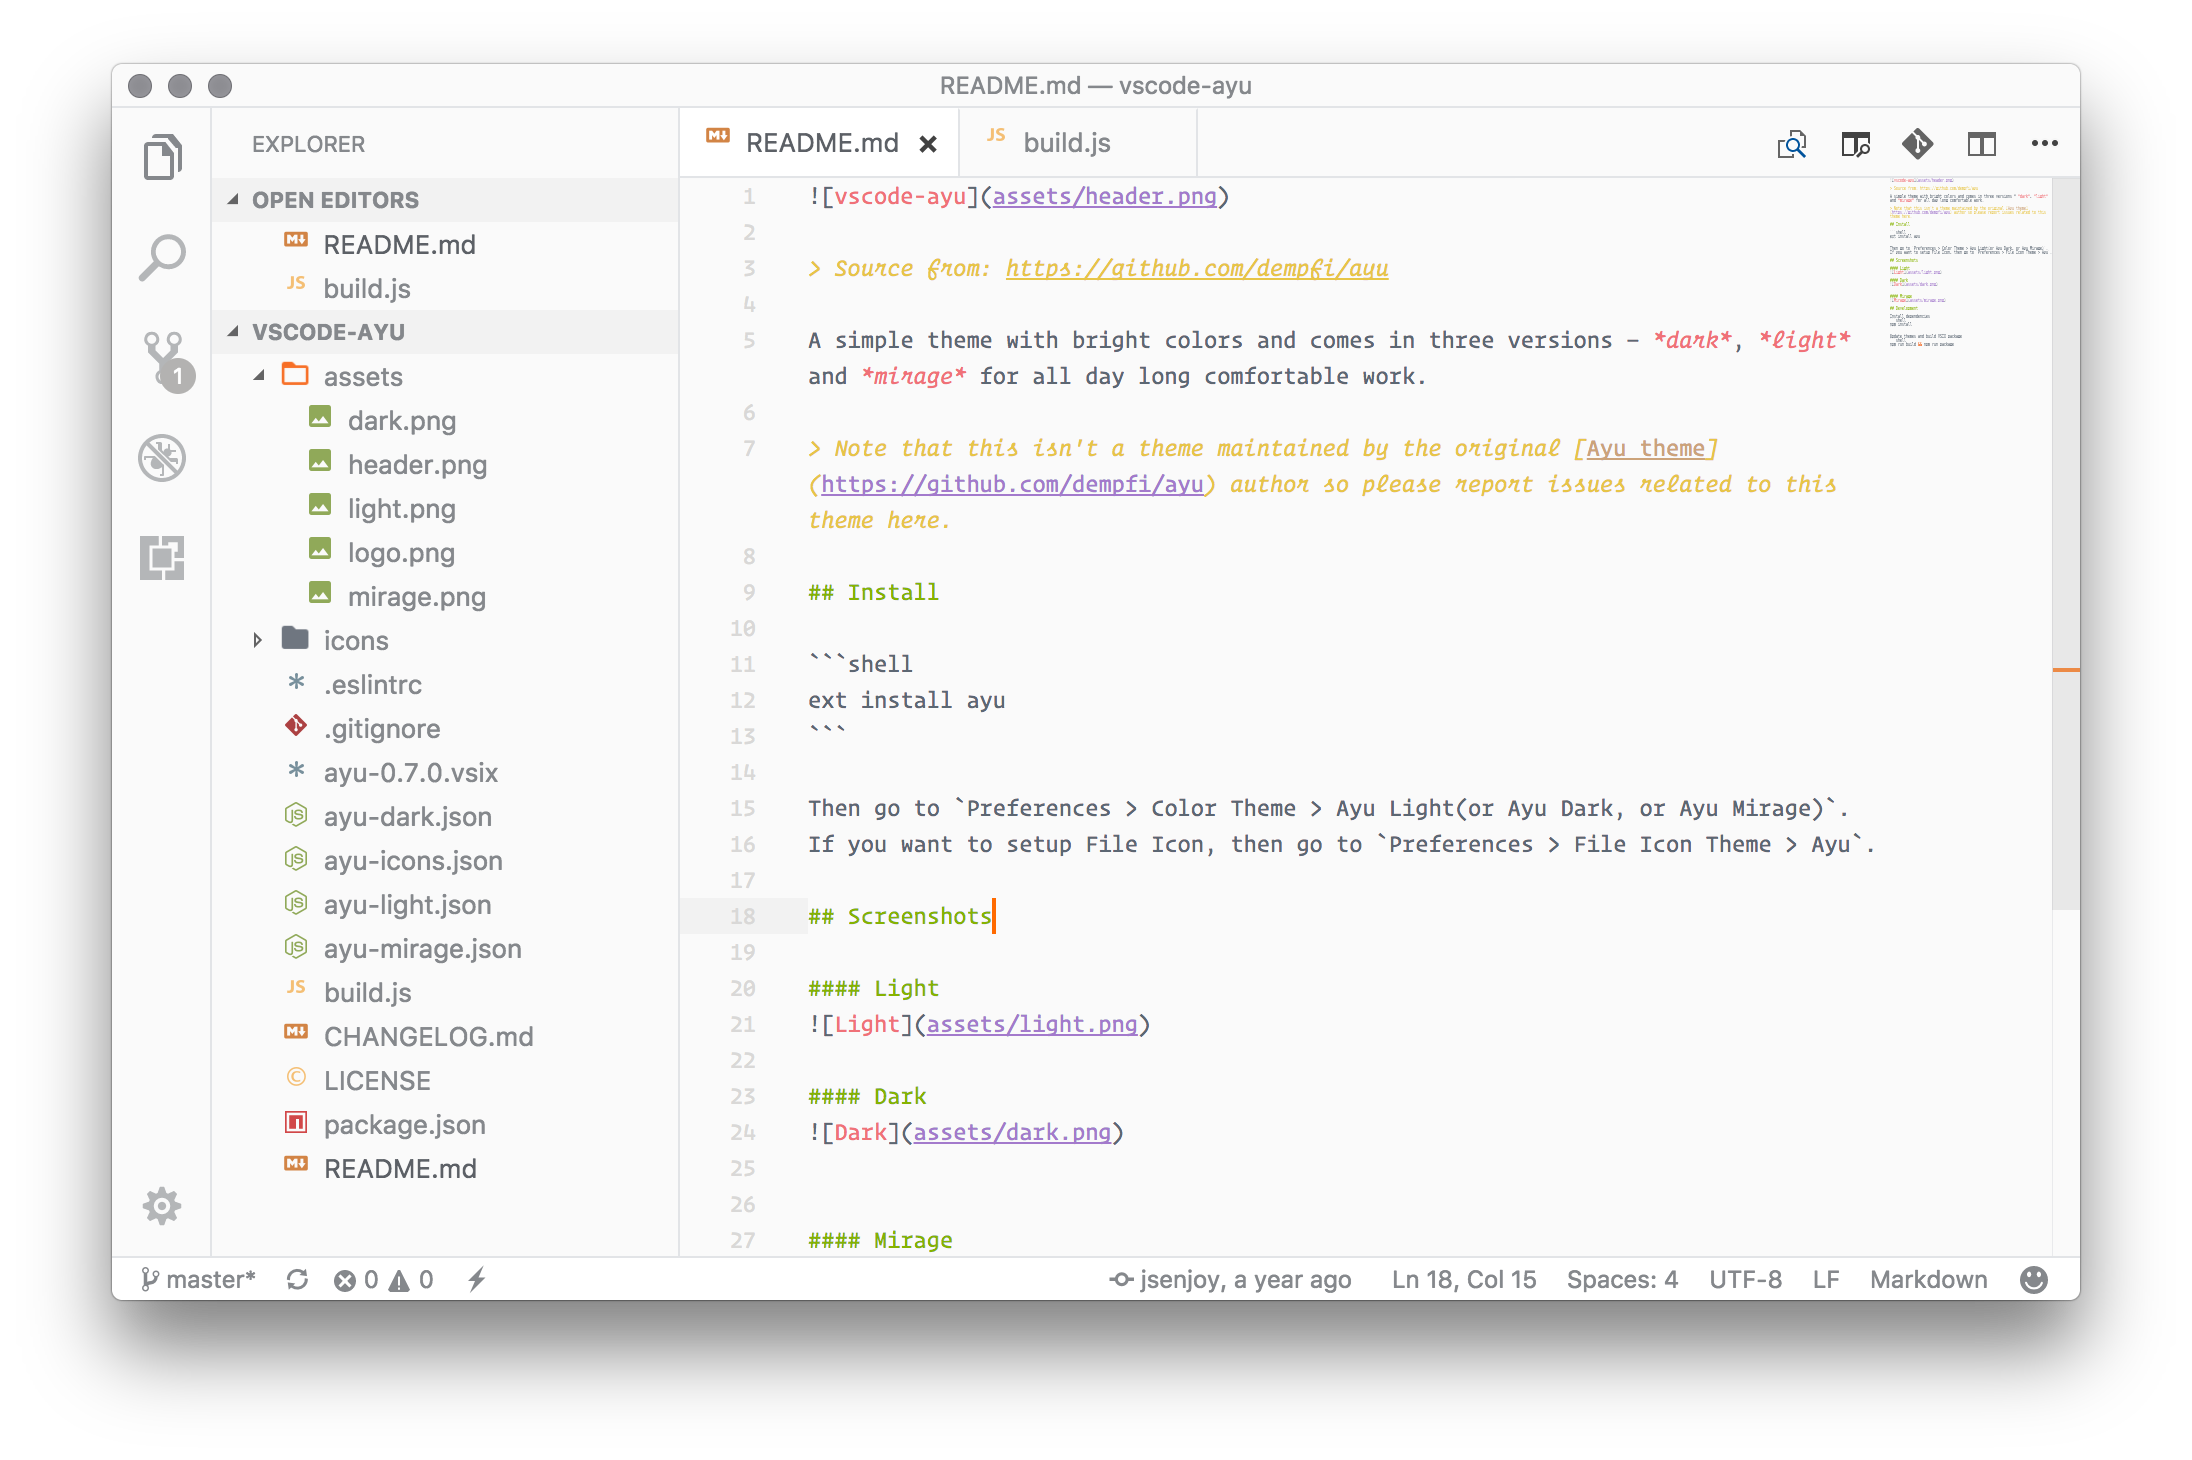 README.md — vscode-ayu
EXPLORER
OPEN EDITORS
README.md
JS build.js
VSCODE-AYU
assets
dark.png
header.png
light.png
logo.png
mirage.png
icons
.eslintrc
.gitignore
ayu-0.7.0.vsix
ayu-dark.json
ayu-icons.json
ayu-light.json
ayu-mirage.json
JS build.js
CHANGELOG.md
LICENSE
package.json
README.md
1
README.md
JS build.js
1 ![vscode-ayu](assets/header.png)
2
3 > Source from: https://github.com/dempfi/ayu
4
5 A simple theme with bright colors and comes in three versions – *dark*, *light*
and *mirage* for all day long comfortable work.
6
7 > Note that this isn't a theme maintained by the original [Ayu theme]
(https://github.com/dempfi/ayu) author so please report issues related to this
theme here.
8
9 ## Install
10
11 ```shell
12 ext install ayu
13 ```
14
15 Then go to `Preferences > Color Theme > Ayu Light(or Ayu Dark, or Ayu Mirage)`.
16 If you want to setup File Icon, then go to `Preferences > File Icon Theme > Ayu`.
17
18 ## Screenshots
19
20 #### Light
21 ![Light](assets/light.png)
22
23 #### Dark
24 ![Dark](assets/dark.png)
25
26
27 #### Mirage
master* 0 0 jsenjoy, a year ago Ln 18, Col 15 Spaces: 4 UTF-8 LF Markdown